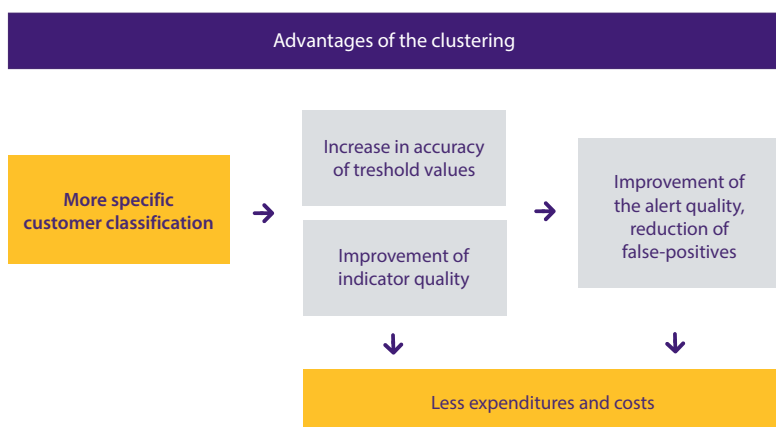 Advantages of the clustering
More specific
customer classification
Increase in accuracy
of treshold values
Improvement of
indicator quality
Improvement of
the alert quality,
reduction of
false-positives
Less expenditures and costs